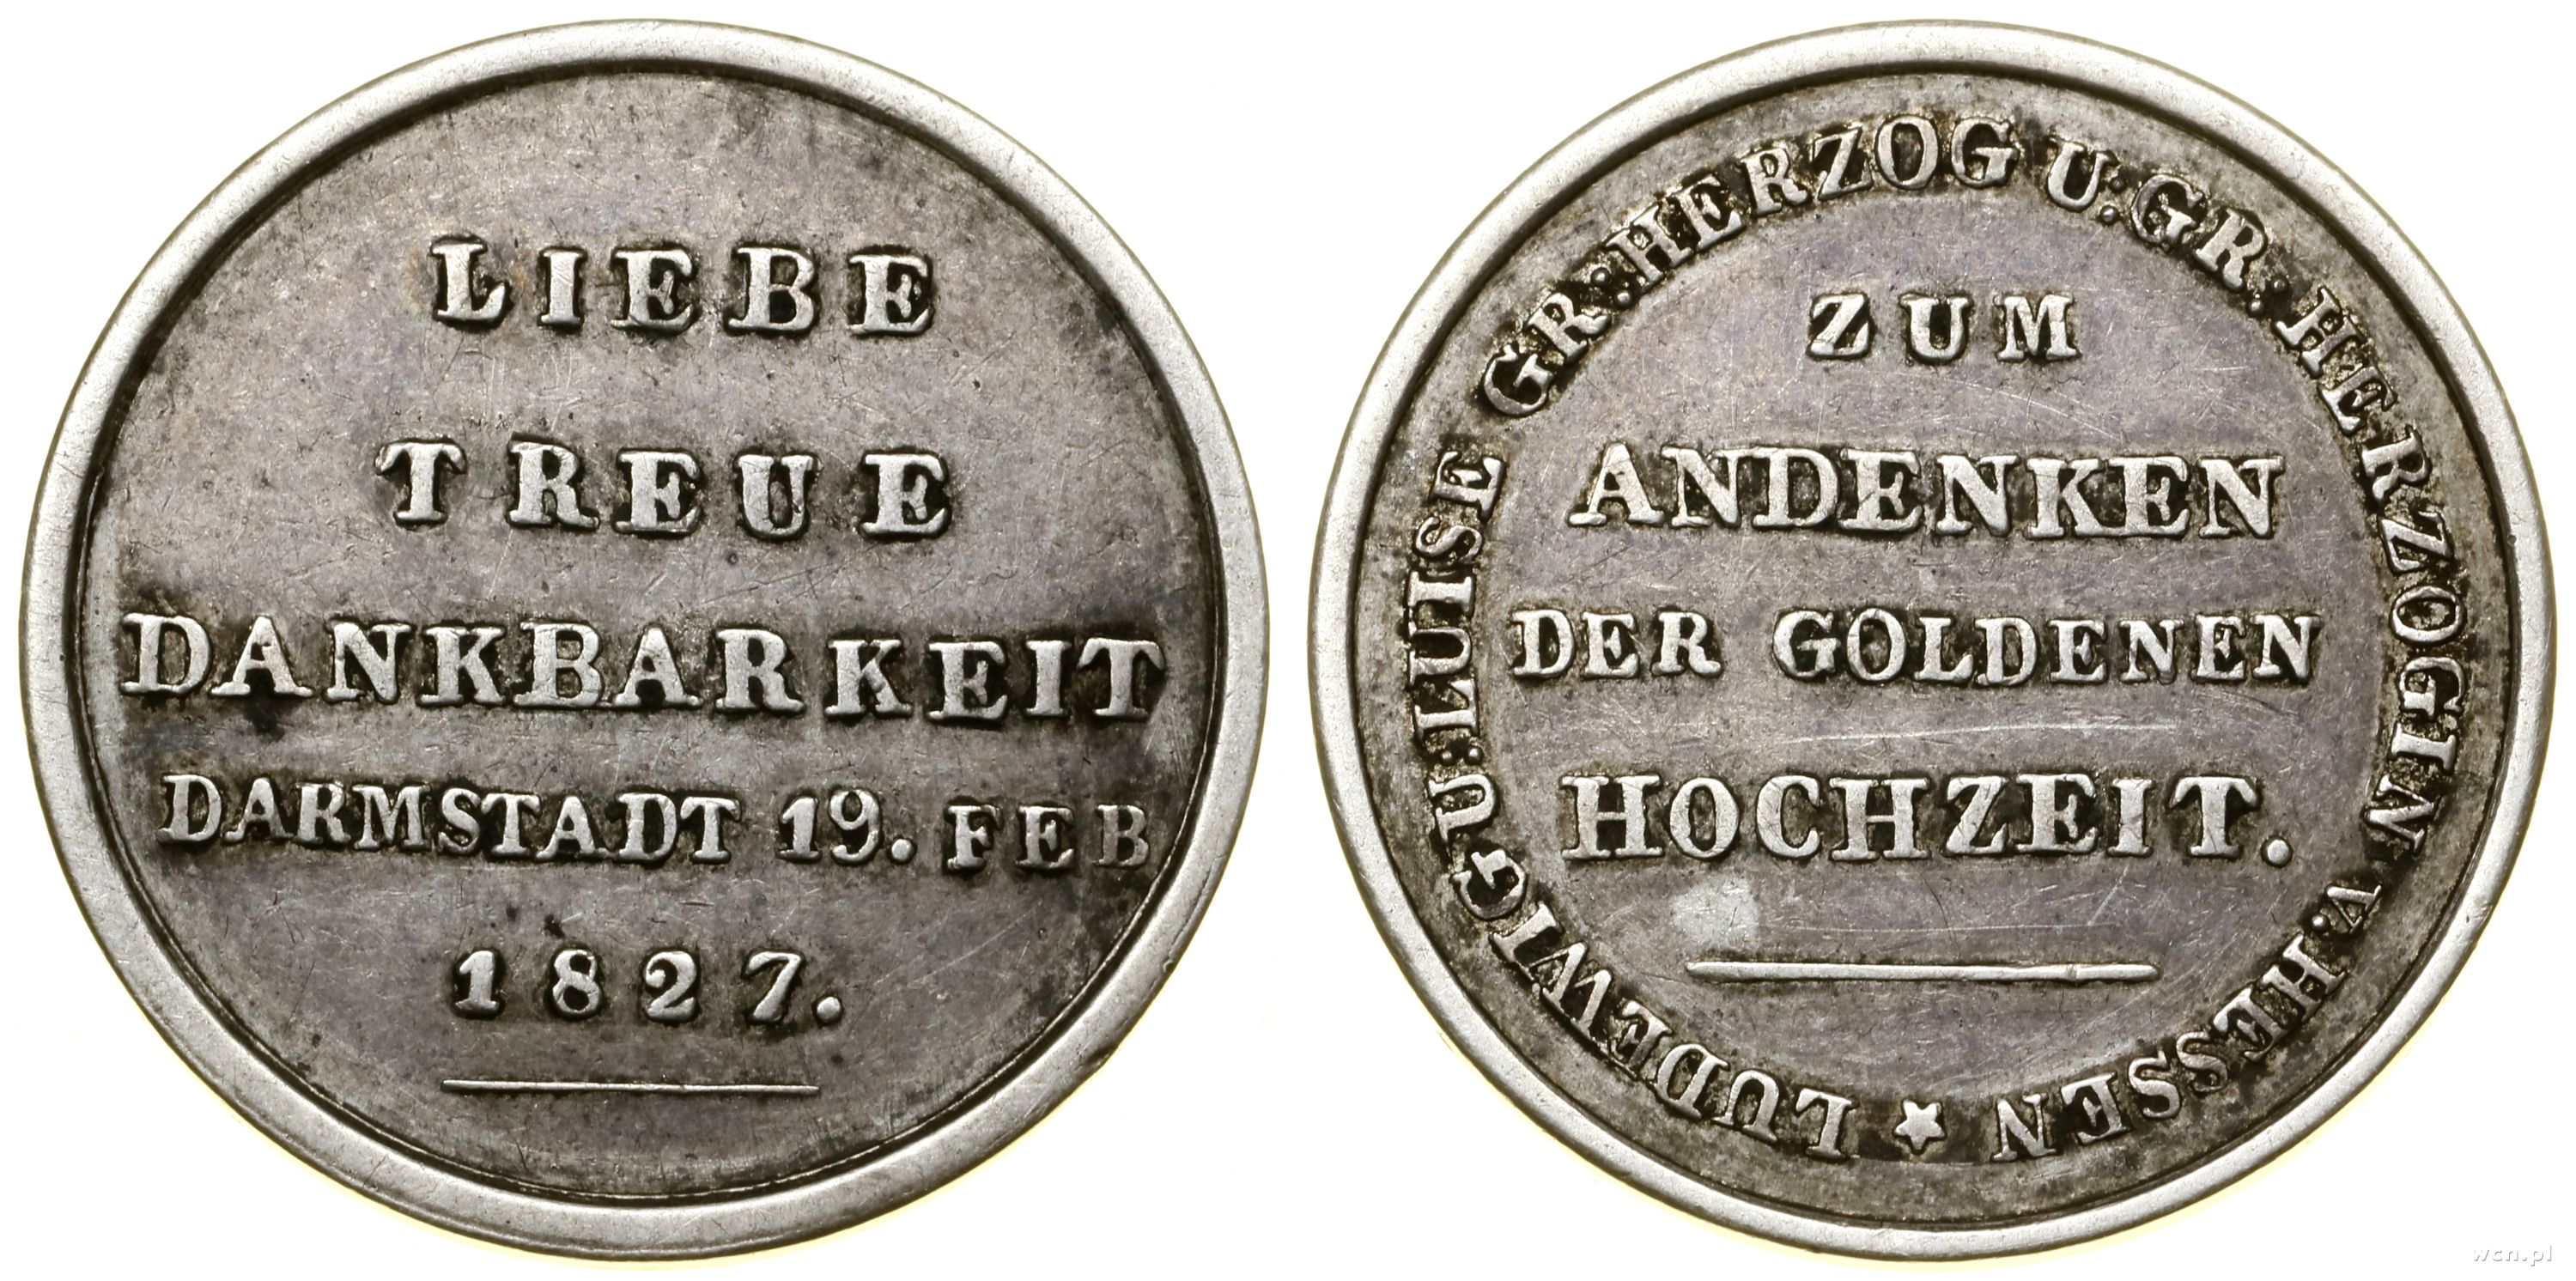 LIEBE
TREUE
DANKBARKEIT
DARMSTADT 19. FEB
1827.
LUDEWIG U: LUISE GR: HERZOG U: GR: HERZOGIN V: HESSEN
ZUM
ANDENKEN
DER GOLDENEN
HOCHZEIT.
wcn.pl